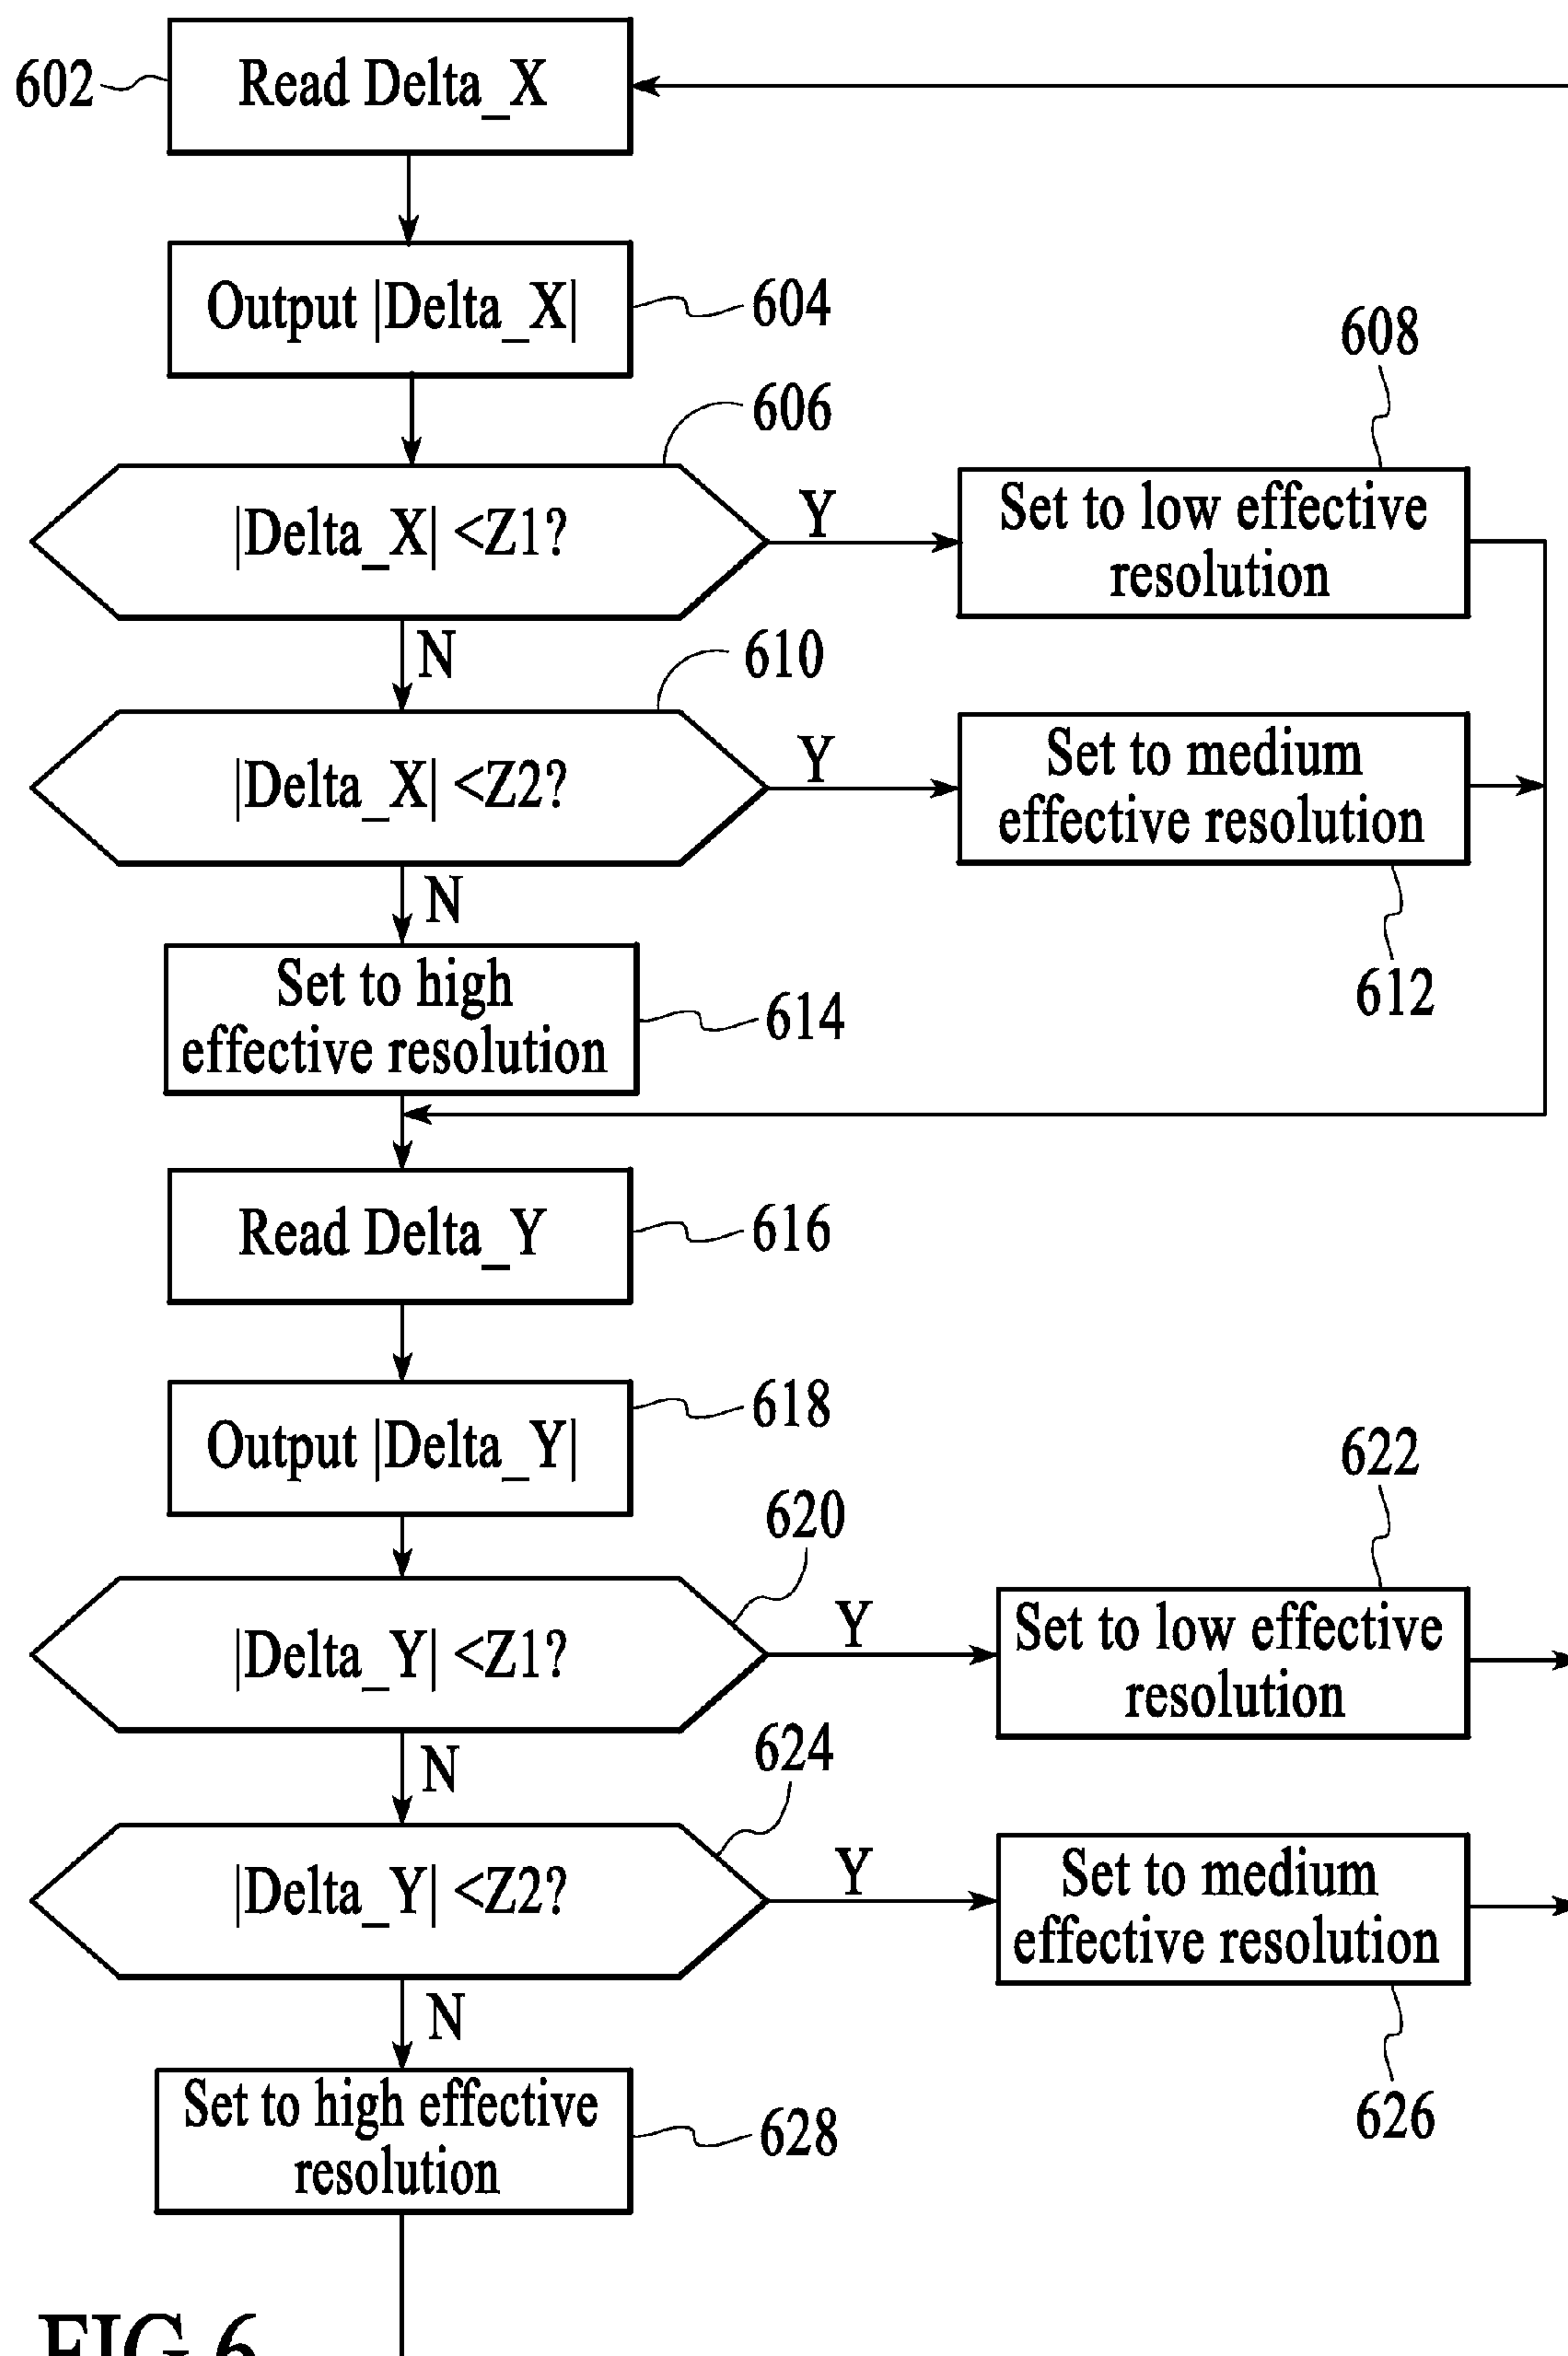 602
Read Delta_X
Output |Delta_X|
604
606
608
|Delta_X| <Z1?
Y
Set to low effective
resolution
N
610
|Delta_X| <Z2?
Y
Set to medium
effective resolution
N
612
Set to high
effective resolution
614
Read Delta_Y
616
Output |Delta_Y|
618
620
622
|Delta_Y| <Z1?
Y
Set to low effective
resolution
N
624
|Delta_Y| <Z2?
Y
Set to medium
effective resolution
N
626
Set to high effective
resolution
628
FIG 6